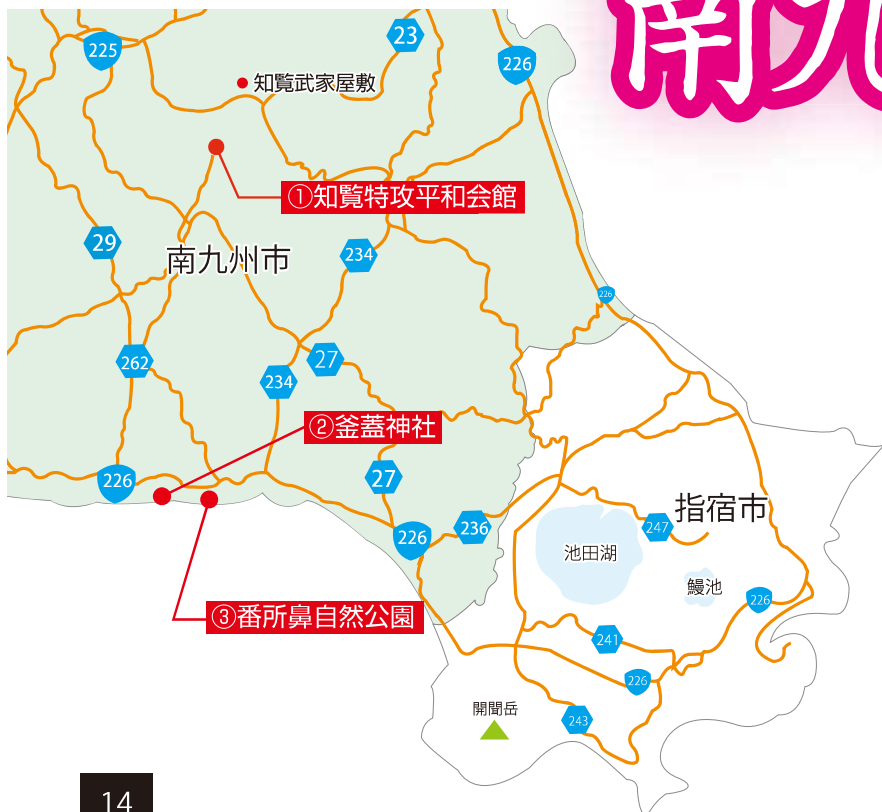 南九
225
23
226
知覧武家屋敷
①知覧特攻平和会館
29
南九州市
234
226
262
27
234
②釜蓋神社
226
27
226
236
指宿市
247
池田湖
鰻池
226
③番所鼻自然公園
241
226
開聞岳
243
14